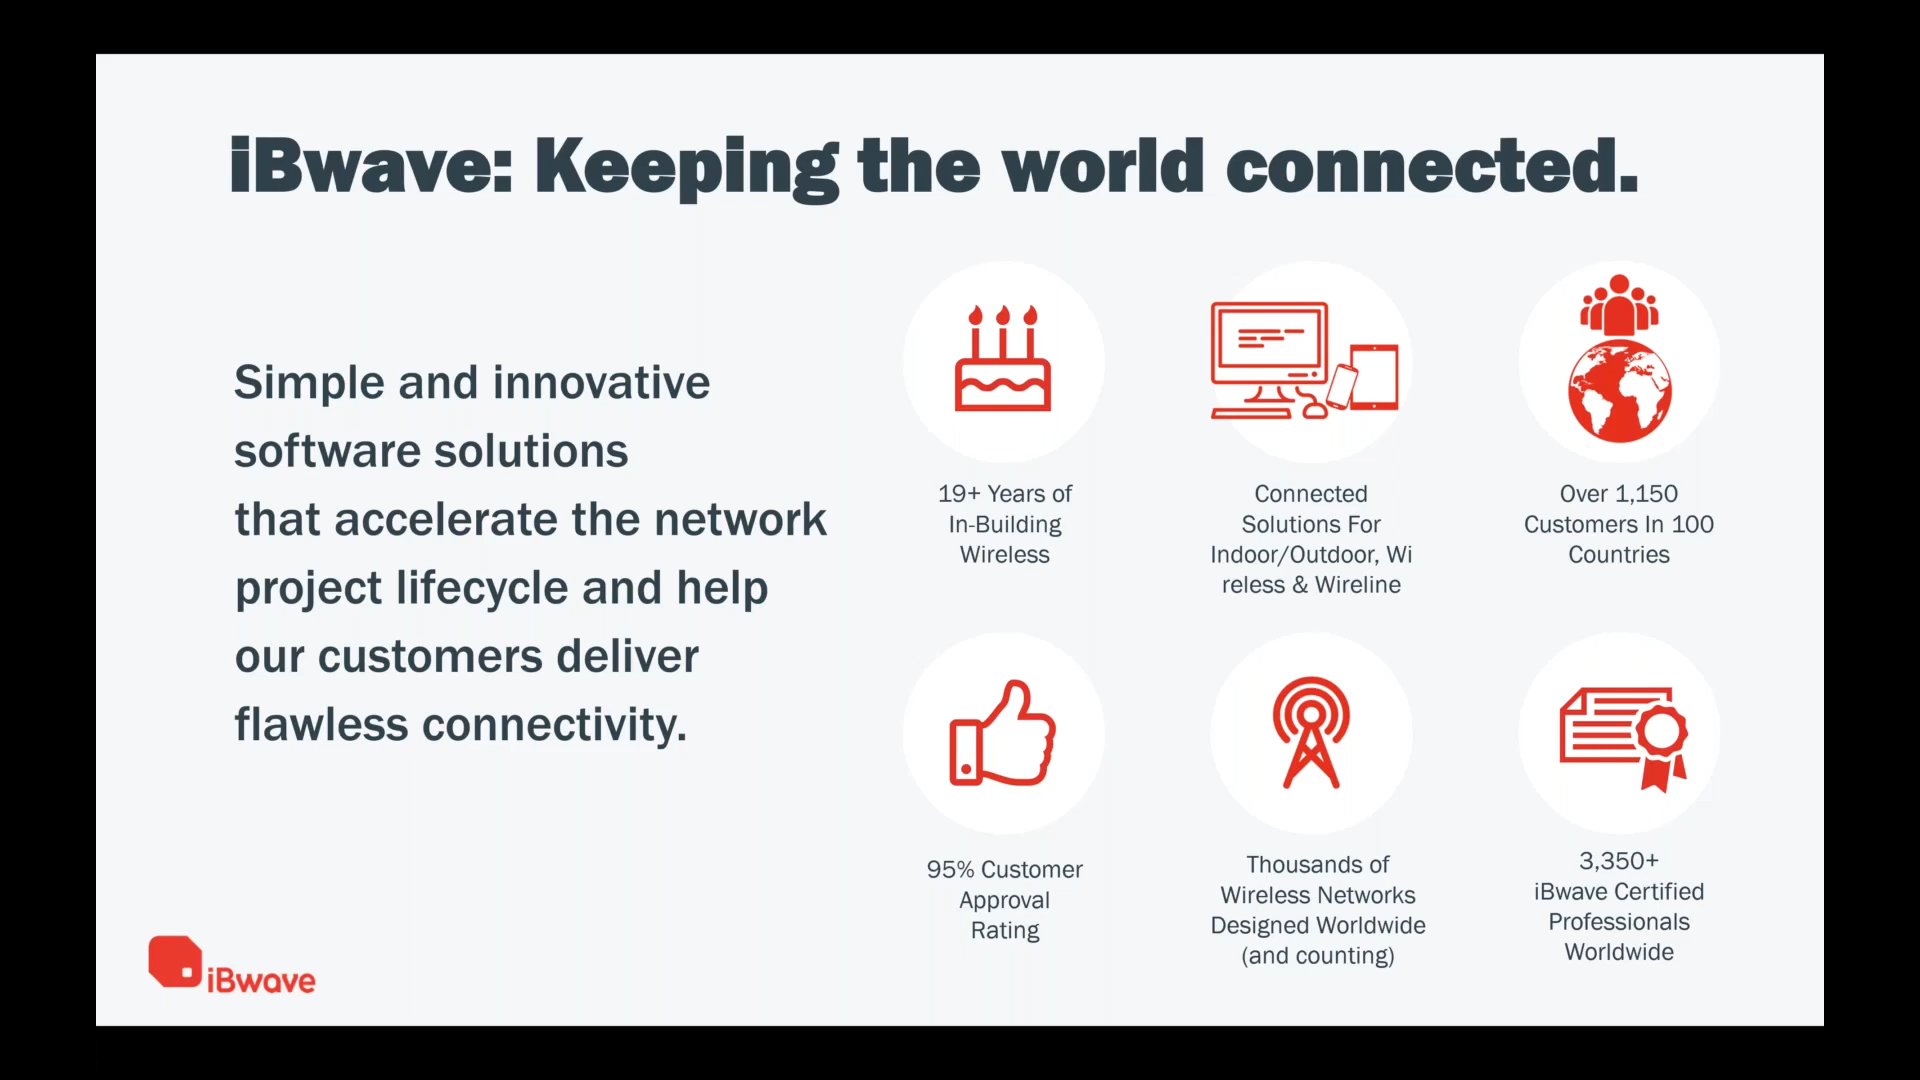 iBwave: Keeping the world connected.
Simple and innovative
software solutions
that accelerate the network
project lifecycle and help
our customers deliver
flawless connectivity.
19+ Years of
In-Building
Wireless
Connected
Solutions For
Indoor/Outdoor, Wi
reless & Wireline
Over 1,150
Customers In 100
Countries
95% Customer
Approval
Rating
Thousands of
Wireless Networks
Designed Worldwide
(and counting)
3,350+
iBwave Certified
Professionals
Worldwide
iBwave